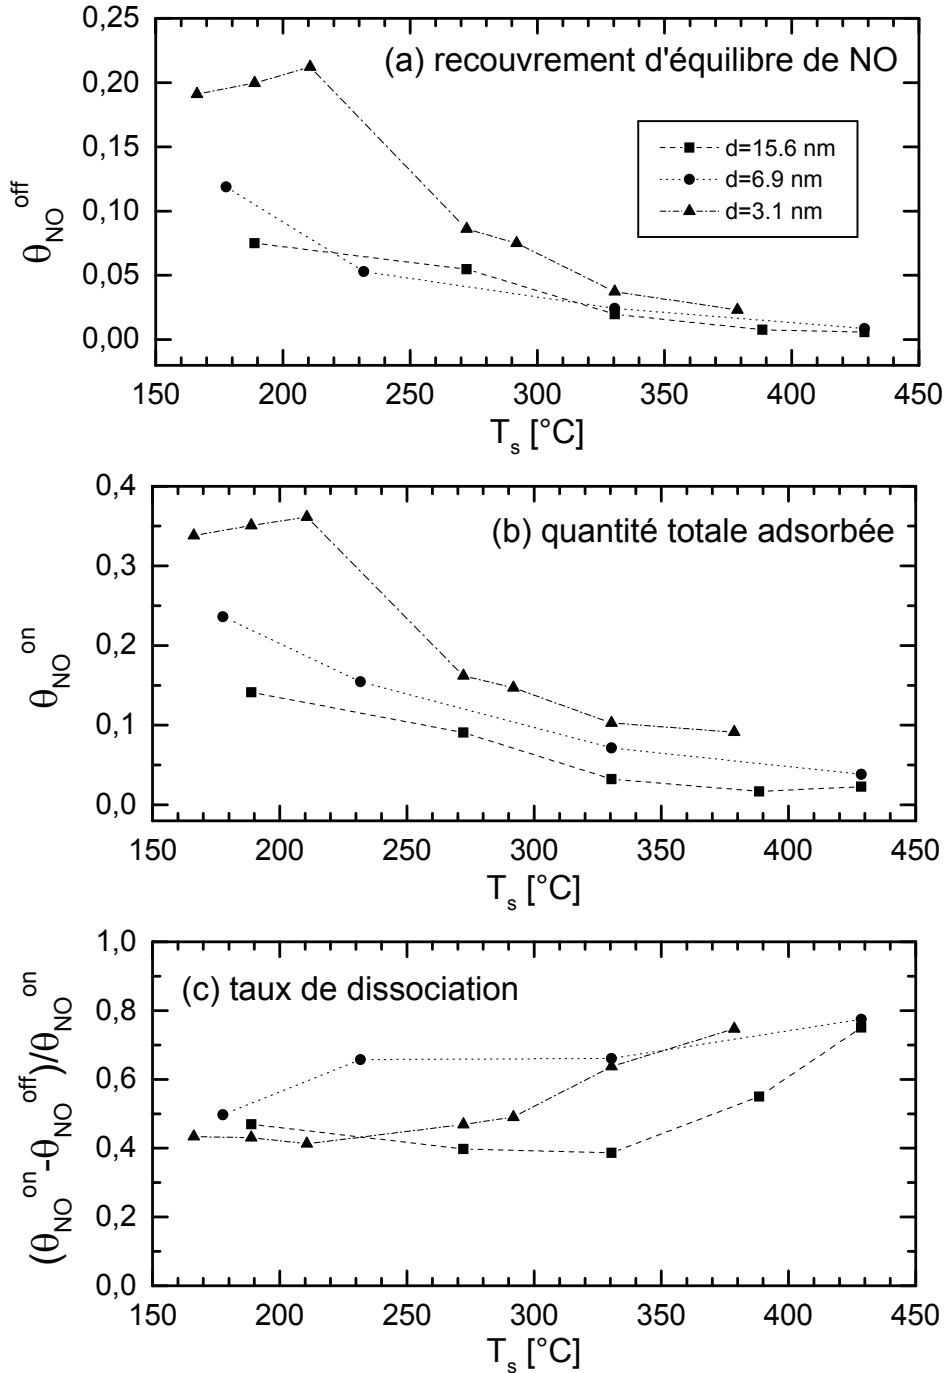 0,25
0,20
0,15
0,10
0,05
0,00
θNO^off
(a) recouvrement d'équilibre de NO
d=15.6 nm
d=6.9 nm
d=3.1 nm
150 200 250 300 350 400 450
Ts [°C]
0,4
0,3
0,2
0,1
0,0
θNO^on
(b) quantité totale adsorbée
150 200 250 300 350 400 450
Ts [°C]
1,0
0,8
0,6
0,4
0,2
0,0
(θNO^on-θNO^off)/θNO^on
(c) taux de dissociation
150 200 250 300 350 400 450
Ts [°C]